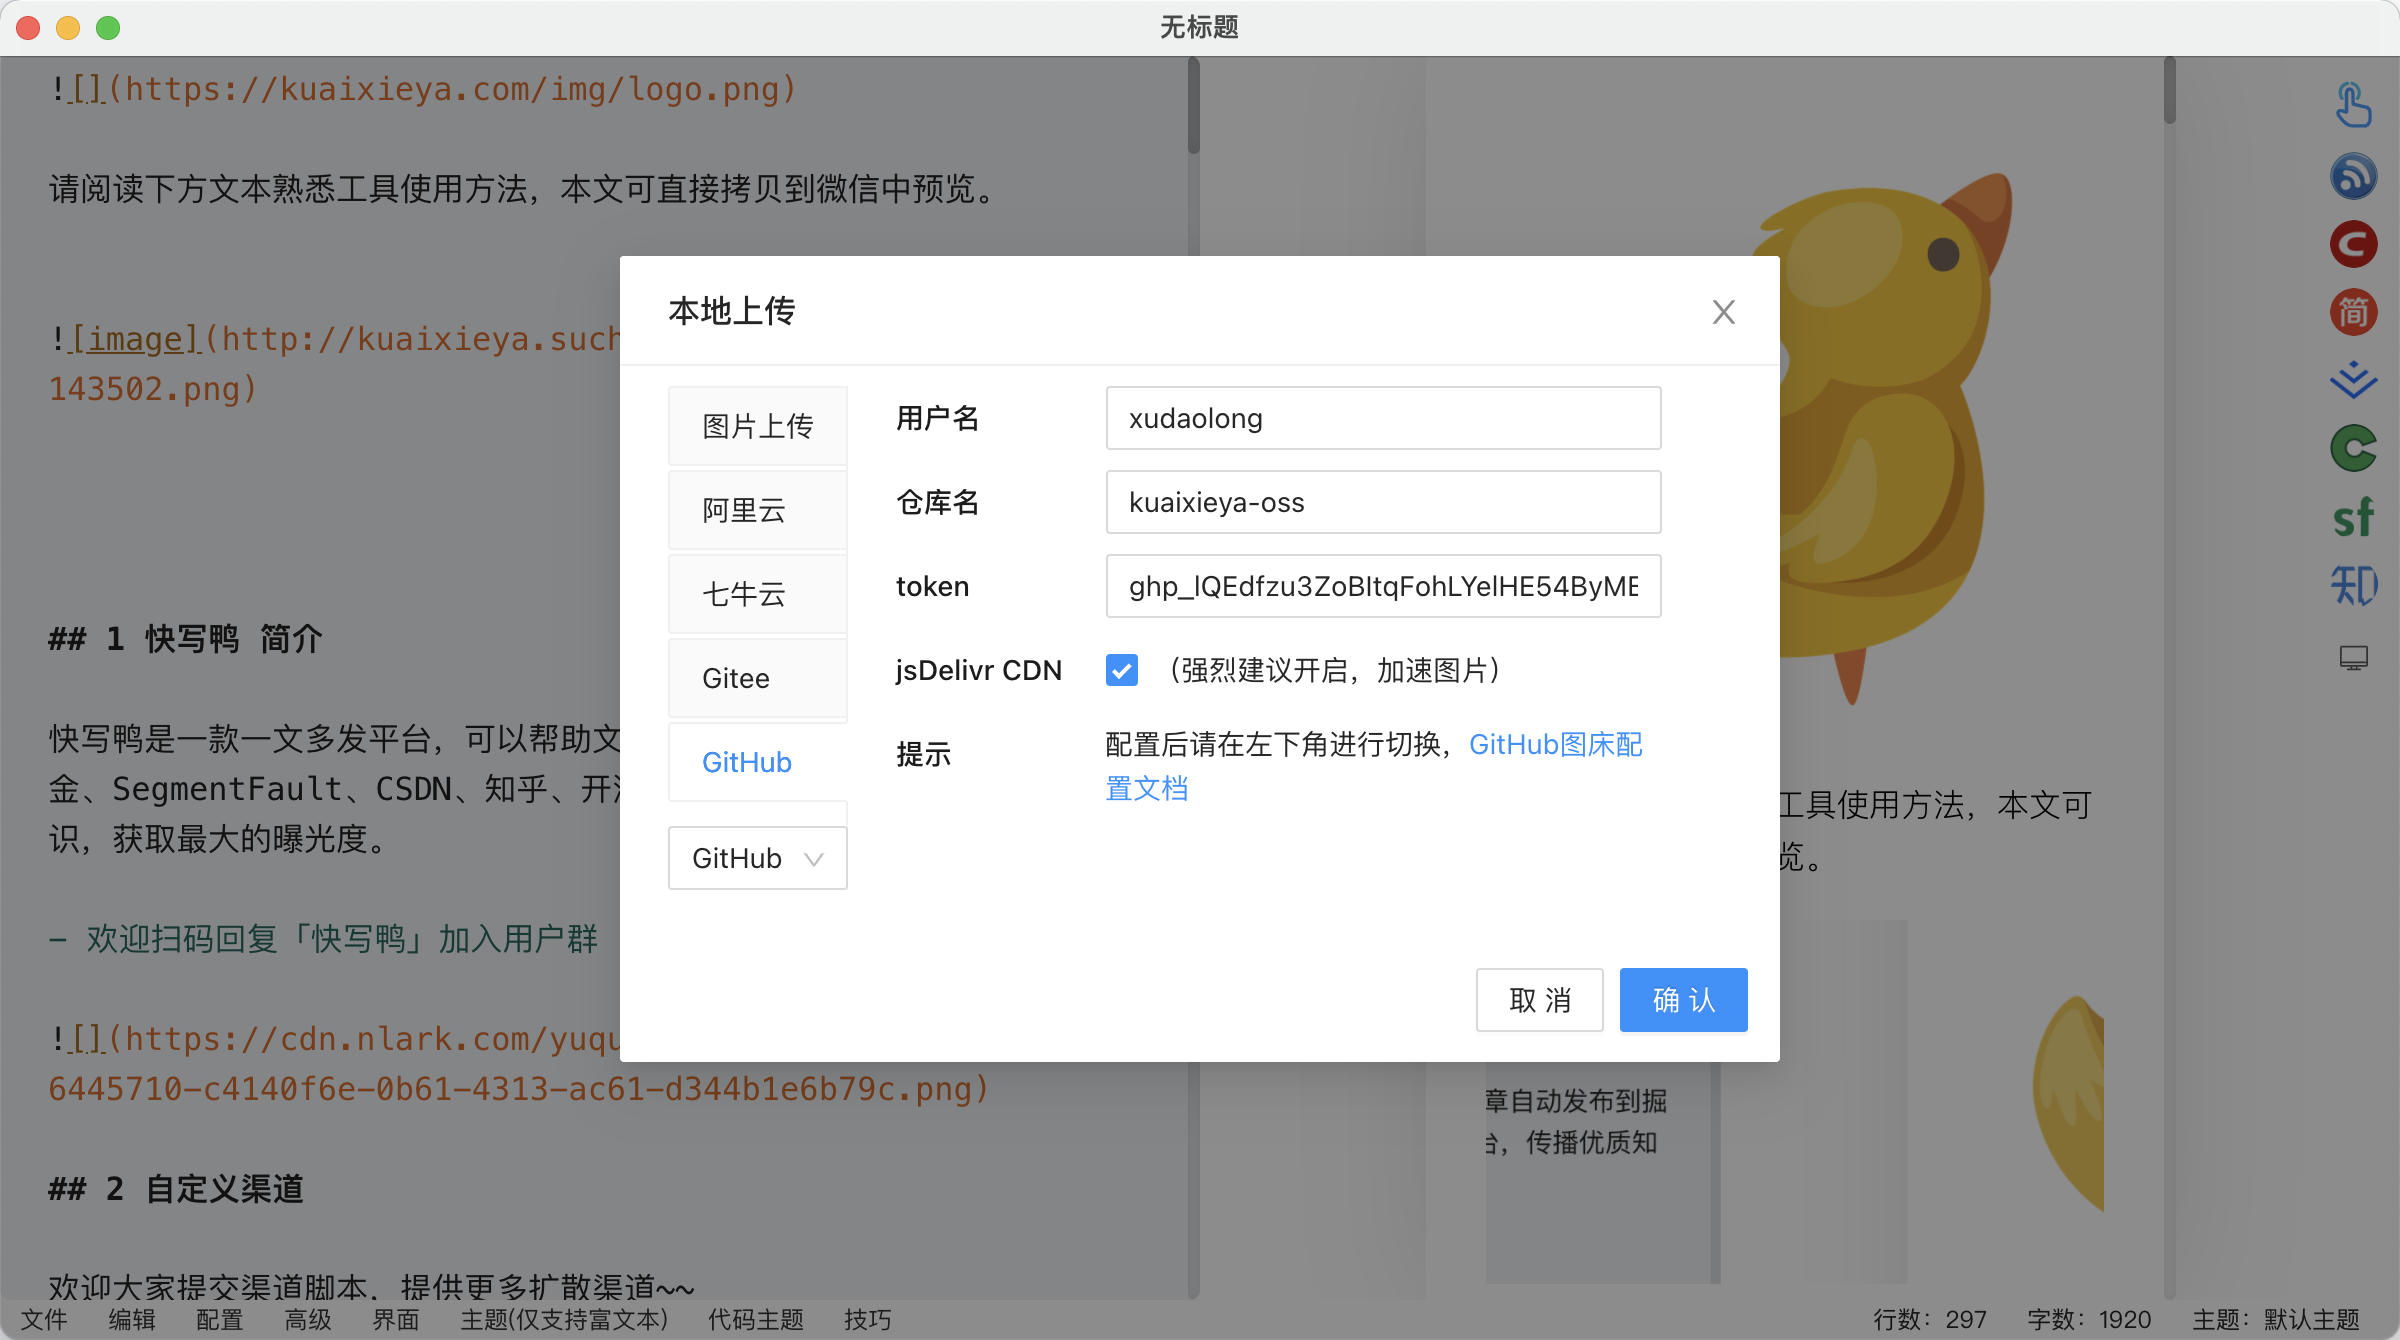 无标题
![](https://kuaixieya.com/img/logo.png)
请阅读下方文本熟悉工具使用方法，本文可直接拷贝到微信中预览。
![image](http://kuaixieya.such
143502.png)
## 1 快写鸭 简介
快写鸭是一款一文多发平台，可以帮助文
金、SegmentFault、CSDN、知乎、开
识，获取最大的曝光度。
- 欢迎扫码回复「快写鸭」加入用户群
![](https://cdn.nlark.com/yuqu
6445710-c4140f6e-0b61-4313-ac61-d344b1e6b79c.png)
## 2 自定义渠道
欢迎大家提交渠道脚本，提供更多扩散渠道~~
本地上传
图片上传
阿里云
七牛云
Gitee
GitHub
GitHub
用户名 xudaolong
仓库名 kuaixieya-oss
token ghp_lQEdfzu3ZoBItqFohLYelHE54ByME
jsDelivr CDN （强烈建议开启，加速图片）
提示 配置后请在左下角进行切换，GitHub图床配
置文档
取 消 确 认
工具使用方法，本文可
览。
章自动发布到掘
台，传播优质知
C
简
C
sf
知
文件 编辑 配置 高级 界面 主题(仅支持富文本) 代码主题 技巧
行数：297 字数：1920 主题：默认主题